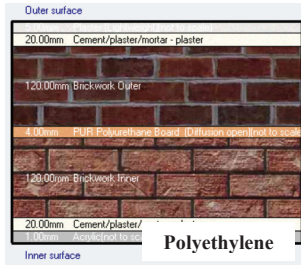 Outer surface
20.00mm Cement/plaster/mortar - plaster
120.00mm Brickwork Outer
4.00mm PUR Polyurethane Board (Diffusion open)(not to scale
120.00mm Brickwork Inner
20.00mm Cement/plaster/
1.00mm Acrylic(not to sc
Polyethylene
Inner surface